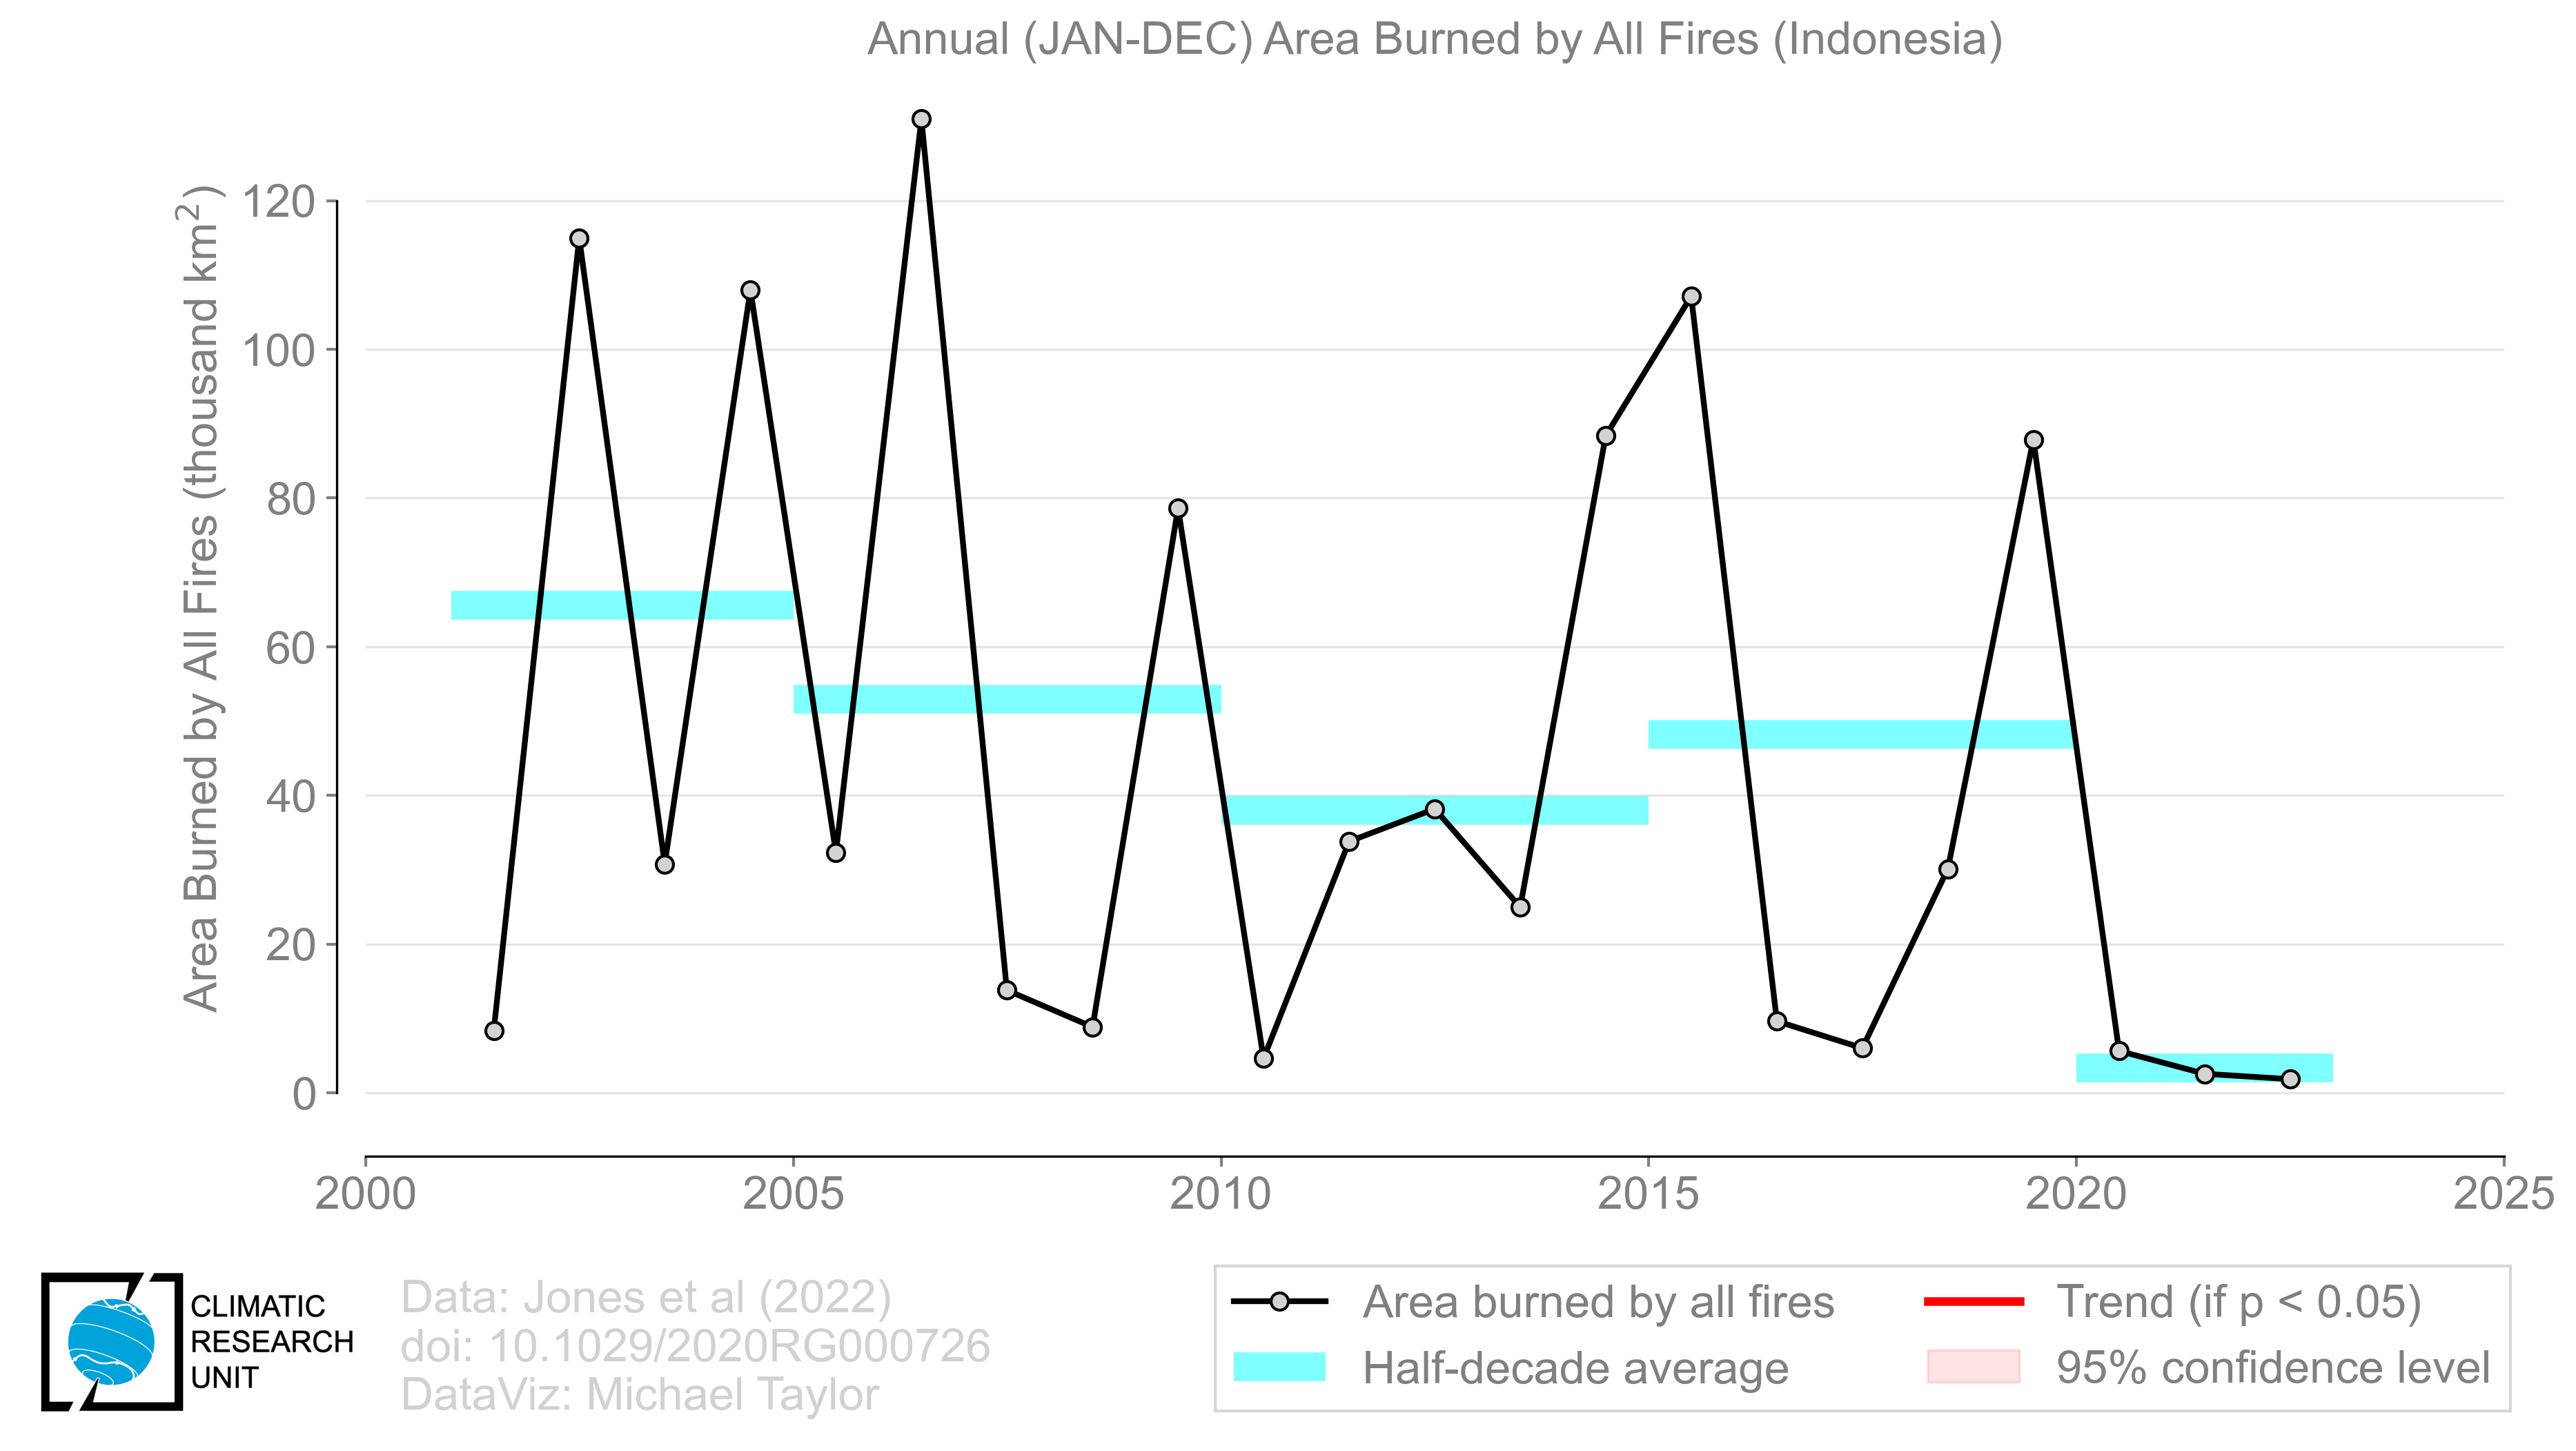 Annual (JAN-DEC) Area Burned by All Fires (Indonesia)
Area Burned by All Fires (thousand km²)
120
100
80
60
40
20
0
2000
2005
2010
2015
2020
2025
CLIMATIC
RESEARCH
UNIT
Data: Jones et al (2022)
doi: 10.1029/2020RG000726
DataViz: Michael Taylor
Area burned by all fires
Half-decade average
Trend (if p < 0.05)
95% confidence level